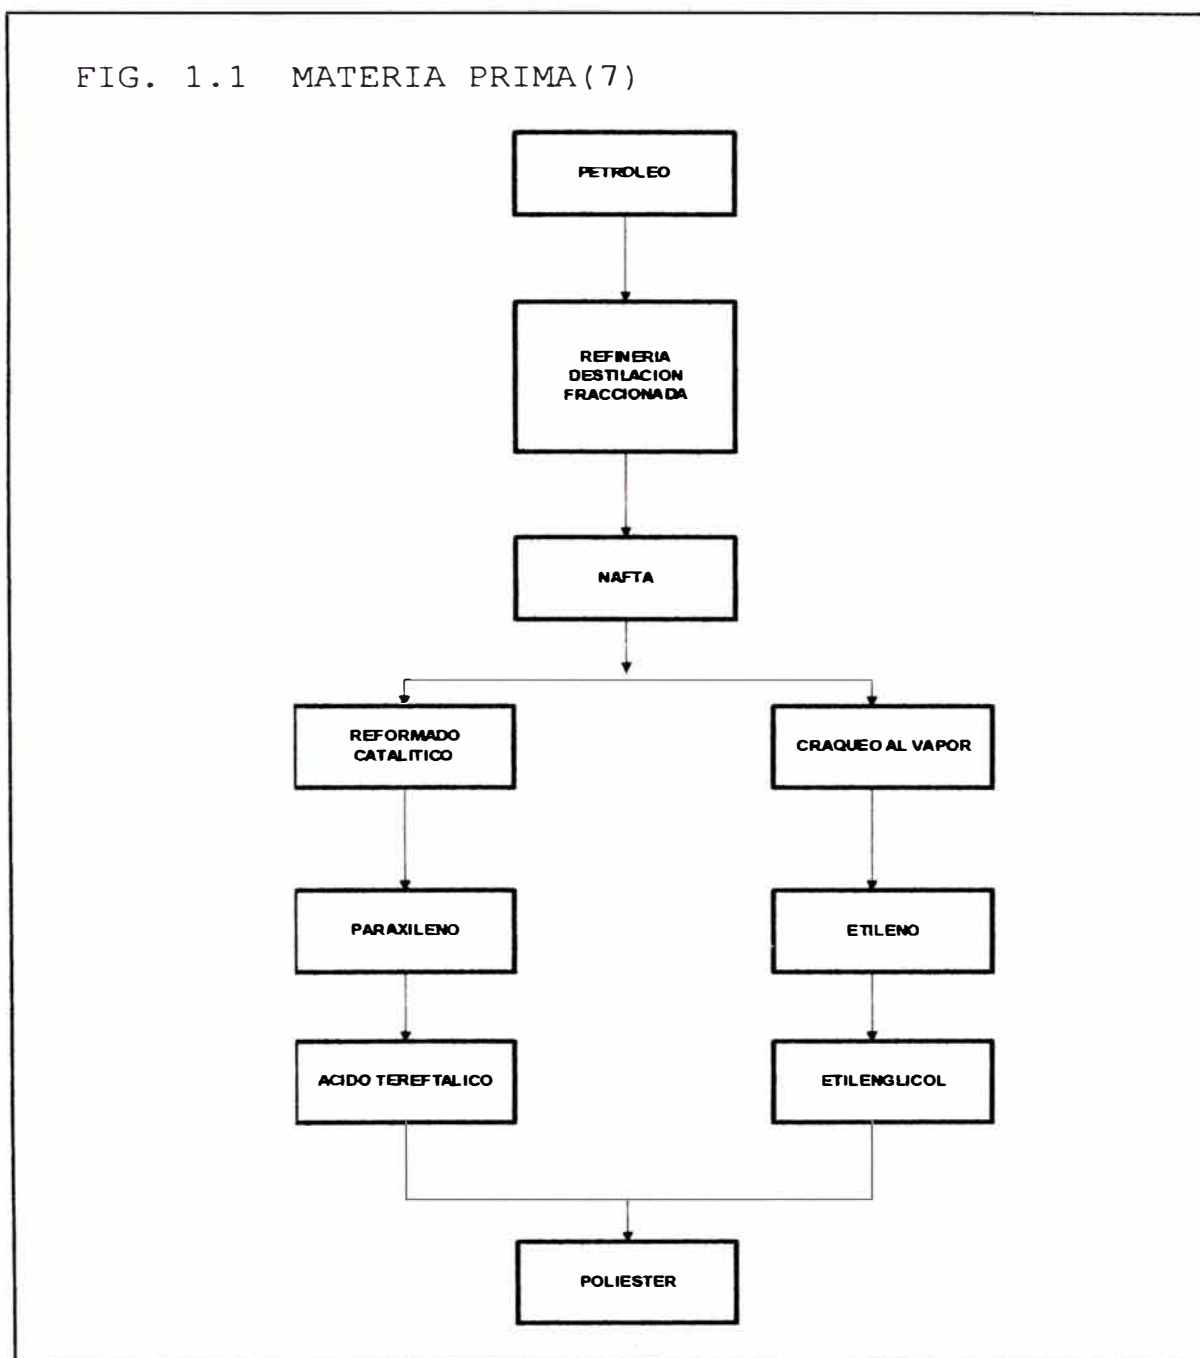 FIG. 1.1 MATERIA PRIMA(7)
PETROLEO
REFINERIA
DESTILACION
FRACCIONADA
NAFTA
REFORMADO
CATALITICO
CRAQUEO AL VAPOR
PARAXILENO
ETILENO
ACIDO TEREFTALICO
ETILENGLICOL
POLIESTER